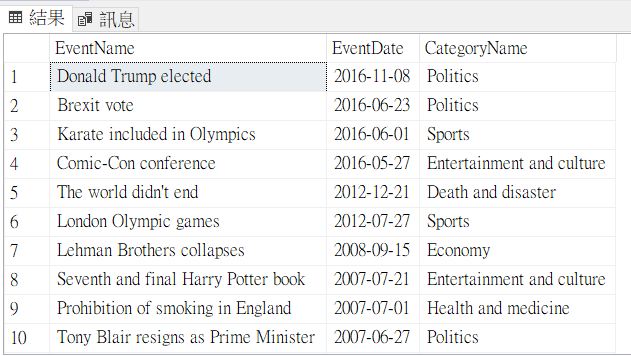 結果 訊息
EventName EventDate CategoryName
1 Donald Trump elected 2016-11-08 Politics
2 Brexit vote 2016-06-23 Politics
3 Karate included in Olympics 2016-06-01 Sports
4 Comic-Con conference 2016-05-27 Entertainment and culture
5 The world didn't end 2012-12-21 Death and disaster
6 London Olympic games 2012-07-27 Sports
7 Lehman Brothers collapses 2008-09-15 Economy
8 Seventh and final Harry Potter book 2007-07-21 Entertainment and culture
9 Prohibition of smoking in England 2007-07-01 Health and medicine
10 Tony Blair resigns as Prime Minister 2007-06-27 Politics